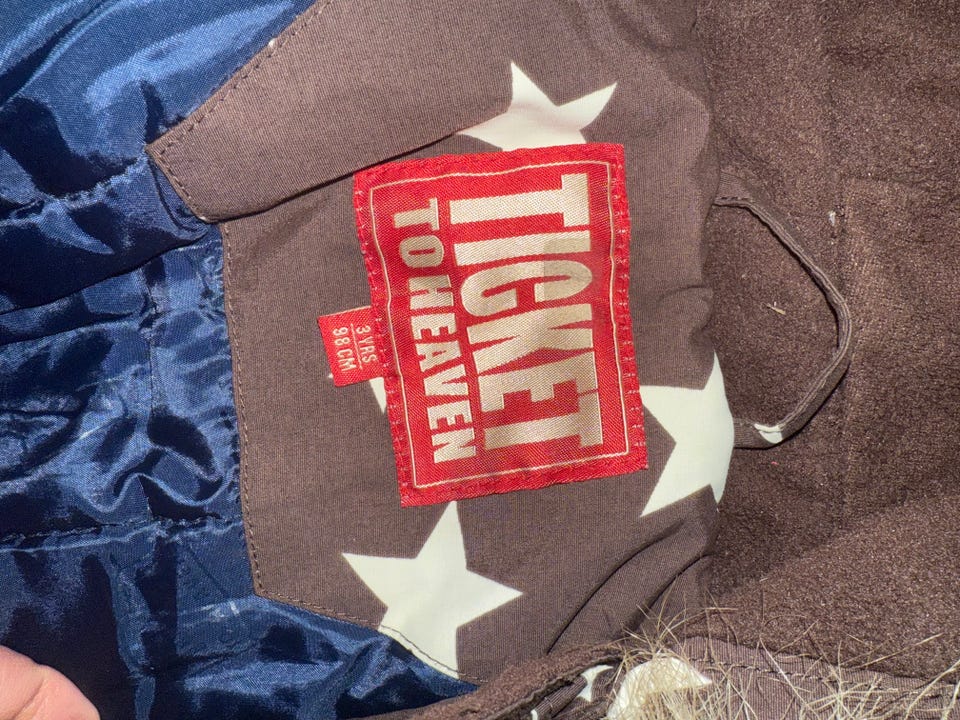 TICKET
TO HEAVEN
3 YRS
98 CM